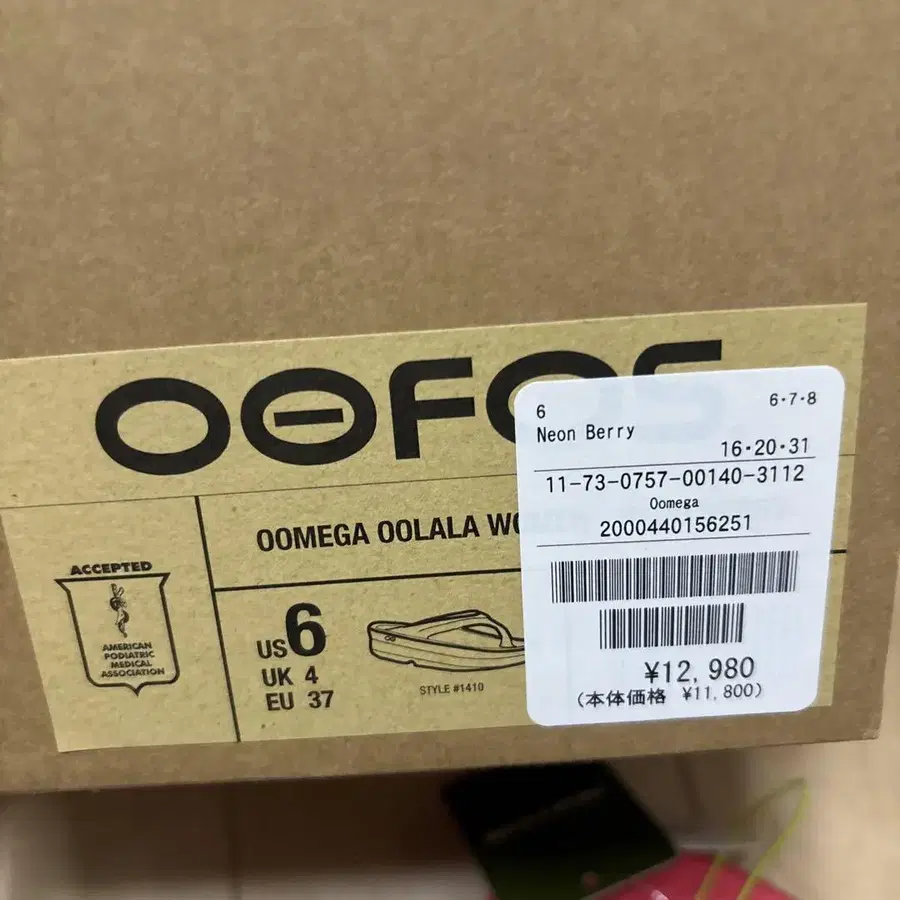 OOFOS
OOMEGA OOLALA
ACCEPTED
AMERICAN
PODIATRIC
MEDICAL
ASSOCIATION
US 6
UK 4
EU 37
STYLE #1410
6 6·7·8
Neon Berry
16·20·31
11-73-0757-00140-3112
Oomega
2000440156251
¥12,980
(本体価格 ¥11,800)